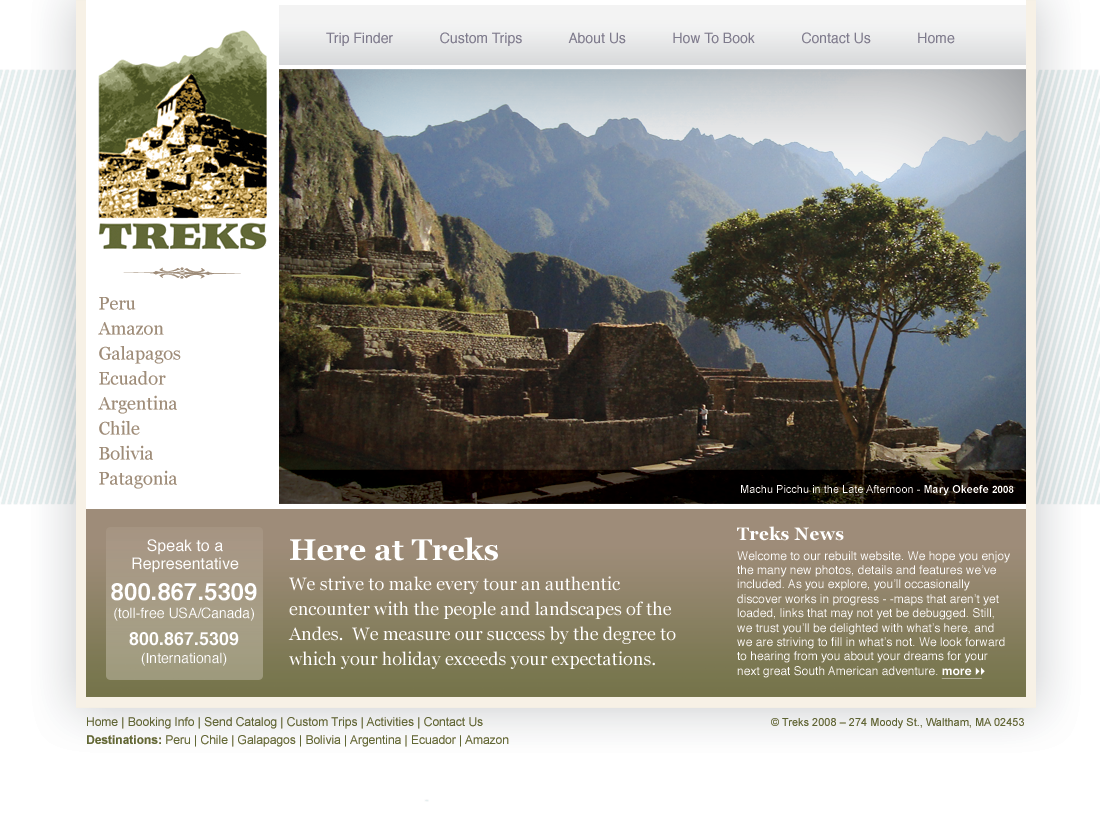 Trip Finder Custom Trips About Us How To Book Contact Us Home
TREKS
Peru
Amazon
Galapagos
Ecuador
Argentina
Chile
Bolivia
Patagonia
Machu Picchu in the Late Afternoon - Mary Okeefe 2008
Speak to a
Representative
800.867.5309
(toll-free USA/Canada)
800.867.5309
(International)
Here at Treks
We strive to make every tour an authentic
encounter with the people and landscapes of the
Andes. We measure our success by the degree to
which your holiday exceeds your expectations.
Treks News
Welcome to our rebuilt website. We hope you enjoy
the many new photos, details and features we've
included. As you explore, you'll occasionally
discover works in progress - -maps that aren't yet
loaded, links that may not yet be debugged. Still,
we trust you'll be delighted with what's here, and
we are striving to fill in what's not. We look forward
to hearing from you about your dreams for your
next great South American adventure. more
Home | Booking Info | Send Catalog | Custom Trips | Activities | Contact Us
Destinations: Peru | Chile | Galapagos | Bolivia | Argentina | Ecuador | Amazon
© Treks 2008 – 274 Moody St., Waltham, MA 02453